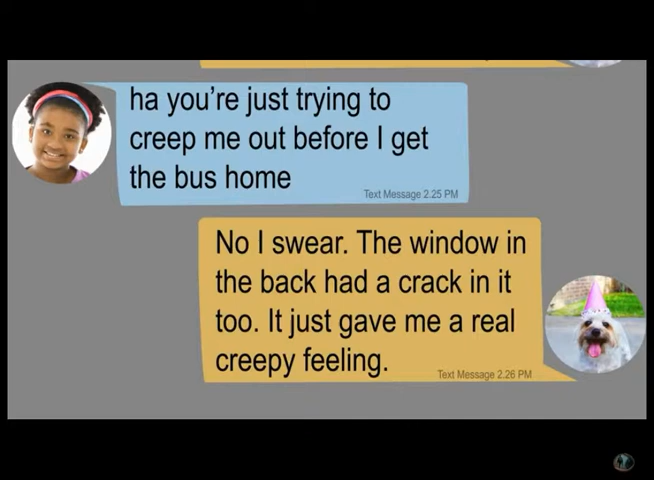 ha you're just trying to
creep me out before I get
the bus home
Text Message 2.25 PM
No I swear. The window in
the back had a crack in it
too. It just gave me a real
creepy feeling.
Text Message 2.26 PM